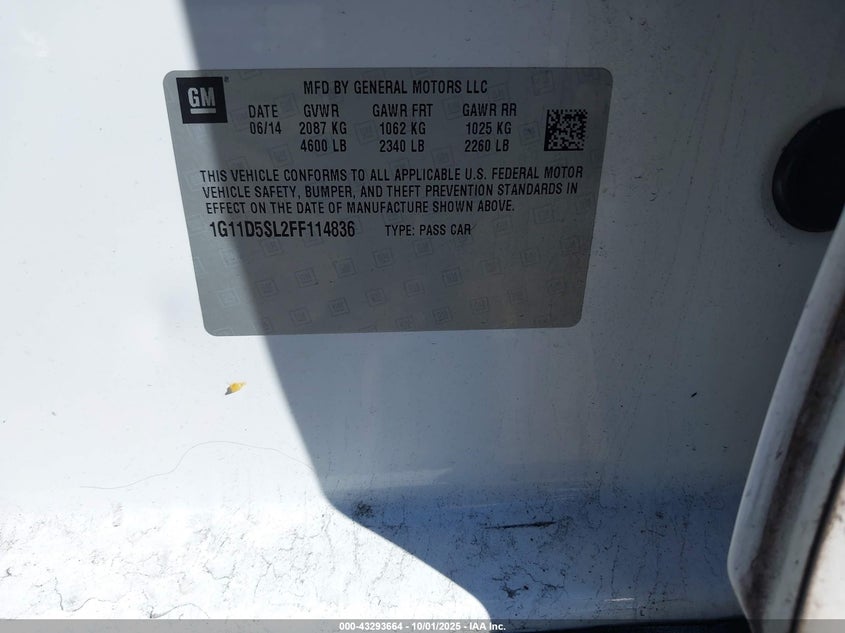 GM
MFD BY GENERAL MOTORS LLC
DATE GVWR GAWR FRT GAWR RR
06/14 2087 KG 1062 KG 1025 KG
4600 LB 2340 LB 2260 LB
THIS VEHICLE CONFORMS TO ALL APPLICABLE U.S. FEDERAL MOTOR
VEHICLE SAFETY, BUMPER, AND THEFT PREVENTION STANDARDS IN
EFFECT ON THE DATE OF MANUFACTURE SHOWN ABOVE.
1G11D5SL2FF114836 TYPE: PASS CAR
000-43293664 - 10/01/2025 - IAA Inc.